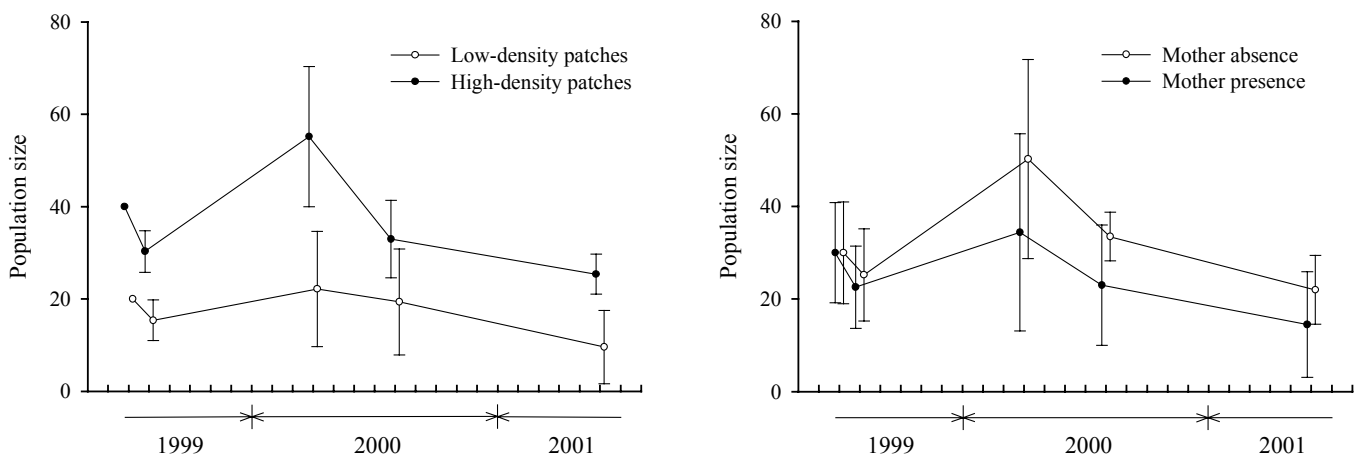 80
60
40
20
0
Population size
Low-density patches
High-density patches
1999
2000
2001
80
60
40
20
0
Population size
Mother absence
Mother presence
1999
2000
2001